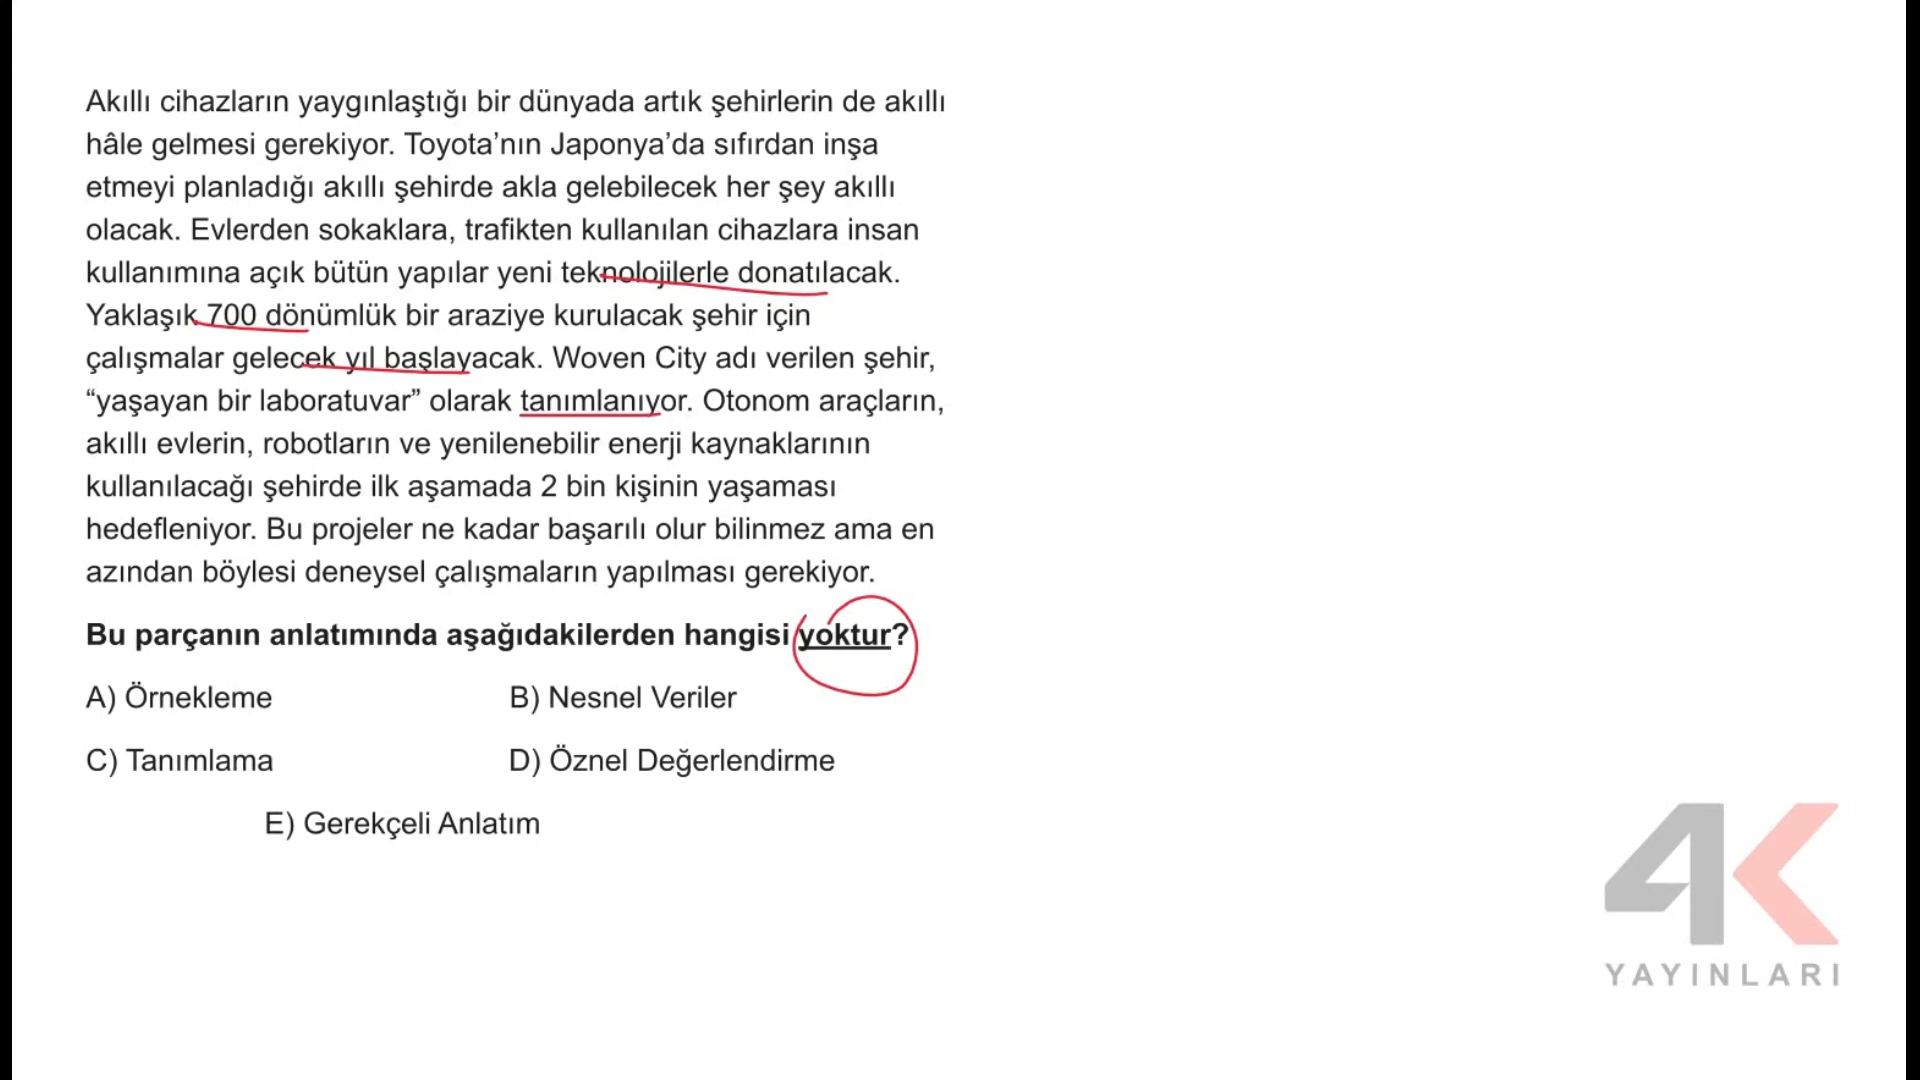 Akıllı cihazların yaygınlaştığı bir dünyada artık şehirlerin de akıllı
hâle gelmesi gerekiyor. Toyota’nın Japonya’da sıfırdan inşa
etmeyi planladığı akıllı şehirde akla gelebilecek her şey akıllı
olacak. Evlerden sokaklara, trafikten kullanılan cihazlara insan
kullanımına açık bütün yapılar yeni teknolojilerle donatılacak.
Yaklaşık 700 dönümlük bir araziye kurulacak şehir için
çalışmalar gelecek yıl başlayacak. Woven City adı verilen şehir,
“yaşayan bir laboratuvar” olarak tanımlanıyor. Otonom araçların,
akıllı evlerin, robotların ve yenilenebilir enerji kaynaklarının
kullanılacağı şehirde ilk aşamada 2 bin kişinin yaşaması
hedefleniyor. Bu projeler ne kadar başarılı olur bilinmez ama en
azından böylesi deneysel çalışmaların yapılması gerekiyor.
Bu parçanın anlatımında aşağıdakilerden hangisi yoktur?
A) Örnekleme B) Nesnel Veriler
C) Tanımlama D) Öznel Değerlendirme
E) Gerekçeli Anlatım
4K
YAYINLARI